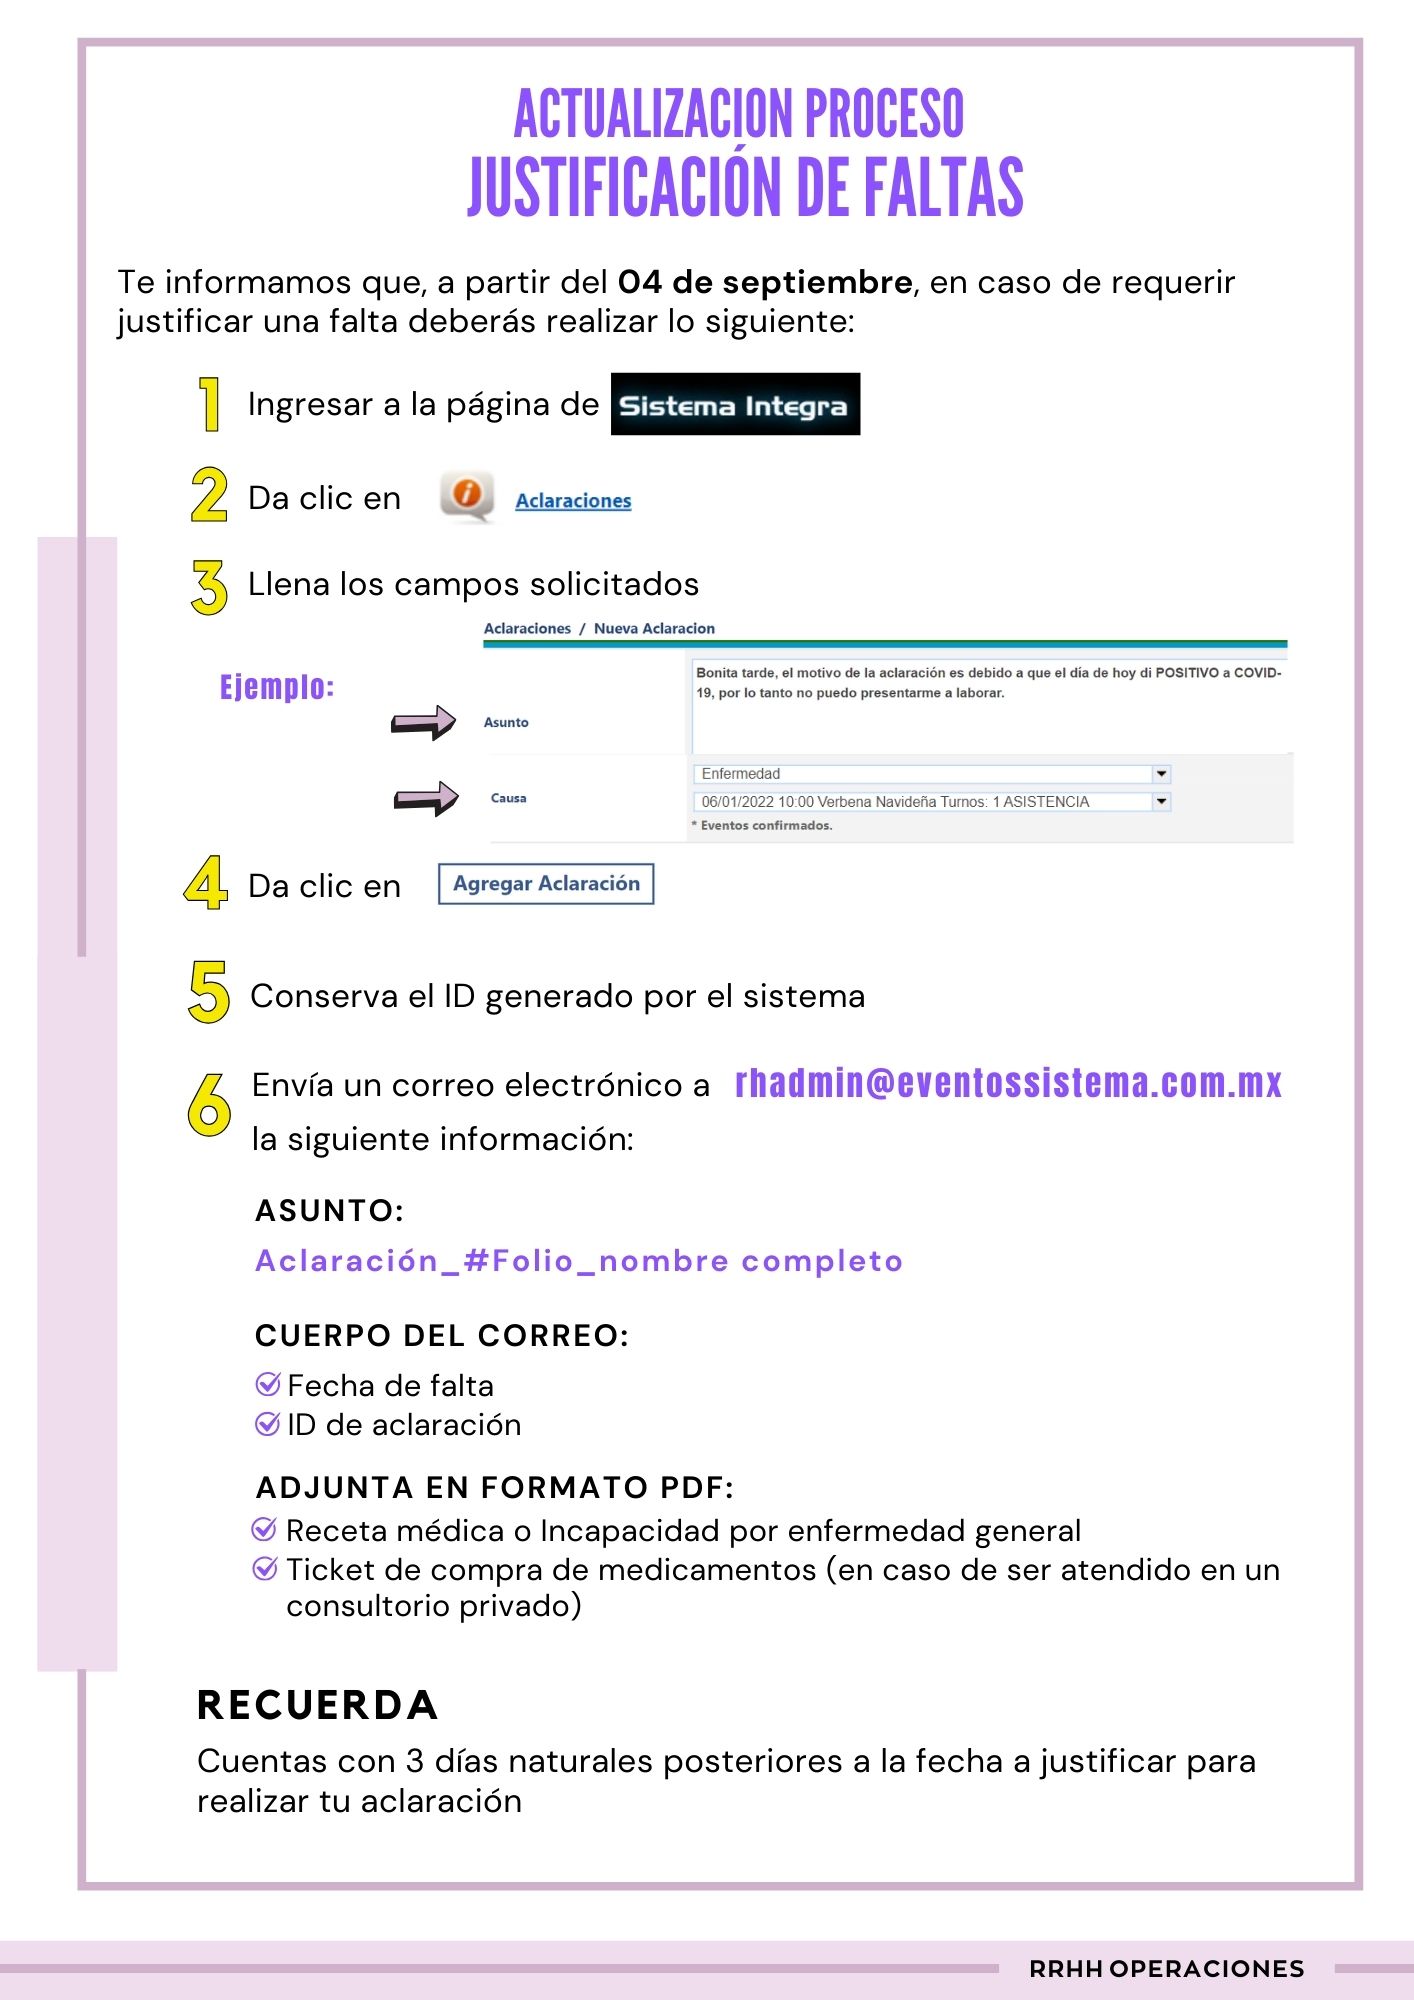 ACTUALIZACION PROCESO
JUSTIFICACIÓN DE FALTAS
Te informamos que, a partir del 04 de septiembre, en caso de requerir
justificar una falta deberás realizar lo siguiente:
1 Ingresar a la página de Sistema Integra
2 Da clic en Aclaraciones
3 Llena los campos solicitados
Aclaraciones / Nueva Aclaracion
Ejemplo:
Bonita tarde, el motivo de la aclaración es debido a que el día de hoy di POSITIVO a COVID-
19, por lo tanto no puedo presentarme a laborar.
Asunto
Enfermedad
Causa
06/01/2022 10:00 Verbena Navideña Turnos: 1 ASISTENCIA
* Eventos confirmados.
4 Da clic en Agregar Aclaración
5 Conserva el ID generado por el sistema
6 Envía un correo electrónico a rhadmin@eventossistema.com.mx
la siguiente información:
ASUNTO:
Aclaración_#Folio_nombre completo
CUERPO DEL CORREO:
Fecha de falta
ID de aclaración
ADJUNTA EN FORMATO PDF:
Receta médica o Incapacidad por enfermedad general
Ticket de compra de medicamentos (en caso de ser atendido en un
consultorio privado)
RECUERDA
Cuentas con 3 días naturales posteriores a la fecha a justificar para
realizar tu aclaración
RRHH OPERACIONES